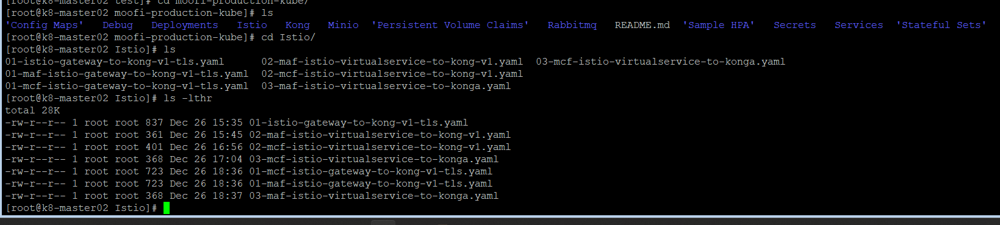 [root@k8-master02 test]# cd moofi-production-kube/
[root@k8-master02 moofi-production-kube]# ls
'Config Maps'   Debug   Deployments   Istio   Kong   Minio  'Persistent Volume Claims'   Rabbitmq   README.md  'Sample HPA'   Secrets   Services  'Stateful Sets'
[root@k8-master02 moofi-production-kube]# cd Istio/
[root@k8-master02 Istio]# ls
01-istio-gateway-to-kong-v1-tls.yaml      02-maf-istio-virtualservice-to-kong-v1.yaml  03-mcf-istio-virtualservice-to-konga.yaml
01-maf-istio-gateway-to-kong-v1-tls.yaml  02-mcf-istio-virtualservice-to-kong-v1.yaml
01-mcf-istio-gateway-to-kong-v1-tls.yaml  03-maf-istio-virtualservice-to-konga.yaml
[root@k8-master02 Istio]# ls -lthr
total 28K
-rw-r--r-- 1 root root 837 Dec 26 15:35 01-istio-gateway-to-kong-v1-tls.yaml
-rw-r--r-- 1 root root 361 Dec 26 15:45 02-maf-istio-virtualservice-to-kong-v1.yaml
-rw-r--r-- 1 root root 401 Dec 26 16:56 02-mcf-istio-virtualservice-to-kong-v1.yaml
-rw-r--r-- 1 root root 368 Dec 26 17:04 03-mcf-istio-virtualservice-to-konga.yaml
-rw-r--r-- 1 root root 723 Dec 26 18:36 01-mcf-istio-gateway-to-kong-v1-tls.yaml
-rw-r--r-- 1 root root 723 Dec 26 18:36 01-maf-istio-gateway-to-kong-v1-tls.yaml
-rw-r--r-- 1 root root 368 Dec 26 18:37 03-maf-istio-virtualservice-to-konga.yaml
[root@k8-master02 Istio]#